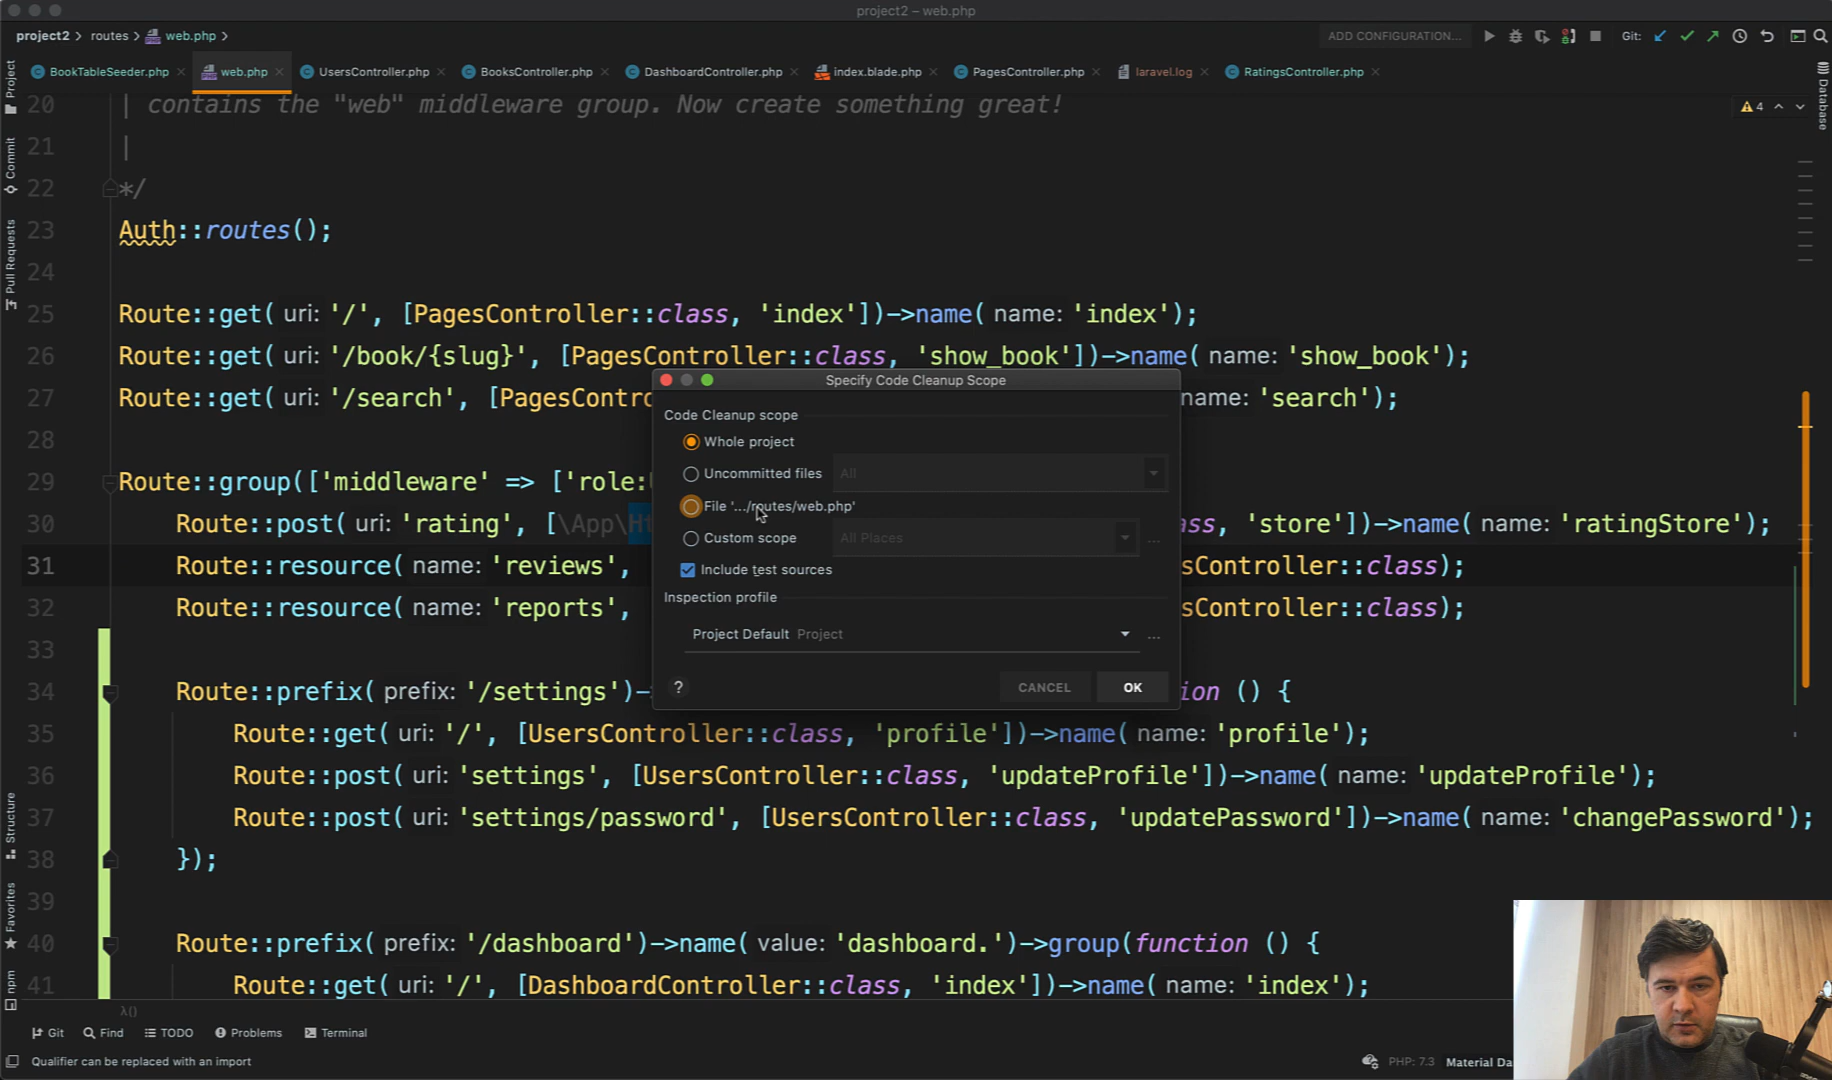 project2 – web.php
project2 routes web.php
ADD CONFIGURATION... Git:
BookTableSeeder.php web.php UsersController.php BooksController.php DashboardController.php index.blade.php PagesController.php laravel.log RatingsController.php
Project
Commit
Pull Requests
Structure
Favorites
npm
Database
4
20 | contains the "web" middleware group. Now create something great!
21 |
22 */
23 Auth::routes();
24
25 Route::get( uri: '/', [PagesController::class, 'index'])->name( name: 'index');
26 Route::get( uri: '/book/{slug}', [PagesController::class, 'show_book'])->name( name: 'show_book');
27 Route::get( uri: '/search', [PagesContro name: 'search');
28
29 Route::group(['middleware' => ['role:
30 Route::post( uri: 'rating', [\App\Ht ass, 'store'])->name( name: 'ratingStore');
31 Route::resource( name: 'reviews', sController::class);
32 Route::resource( name: 'reports', sController::class);
33
34 Route::prefix( prefix: '/settings')- ion () {
35 Route::get( uri: '/', [UsersController::class, 'profile'])->name( name: 'profile');
36 Route::post( uri: 'settings', [UsersController::class, 'updateProfile'])->name( name: 'updateProfile');
37 Route::post( uri: 'settings/password', [UsersController::class, 'updatePassword'])->name( name: 'changePassword');
38 });
39
40 Route::prefix( prefix: '/dashboard')->name( value: 'dashboard.')->group(function () {
41 Route::get( uri: '/', [DashboardController::class, 'index'])->name( name: 'index');
Specify Code Cleanup Scope
Code Cleanup scope
Whole project
Uncommitted files All
File '.../routes/web.php'
Custom scope All Places ...
Include test sources
Inspection profile
Project Default Project ...
? CANCEL OK
λ()
Git Find TODO Problems Terminal
Qualifier can be replaced with an import
PHP: 7.3 Material Da